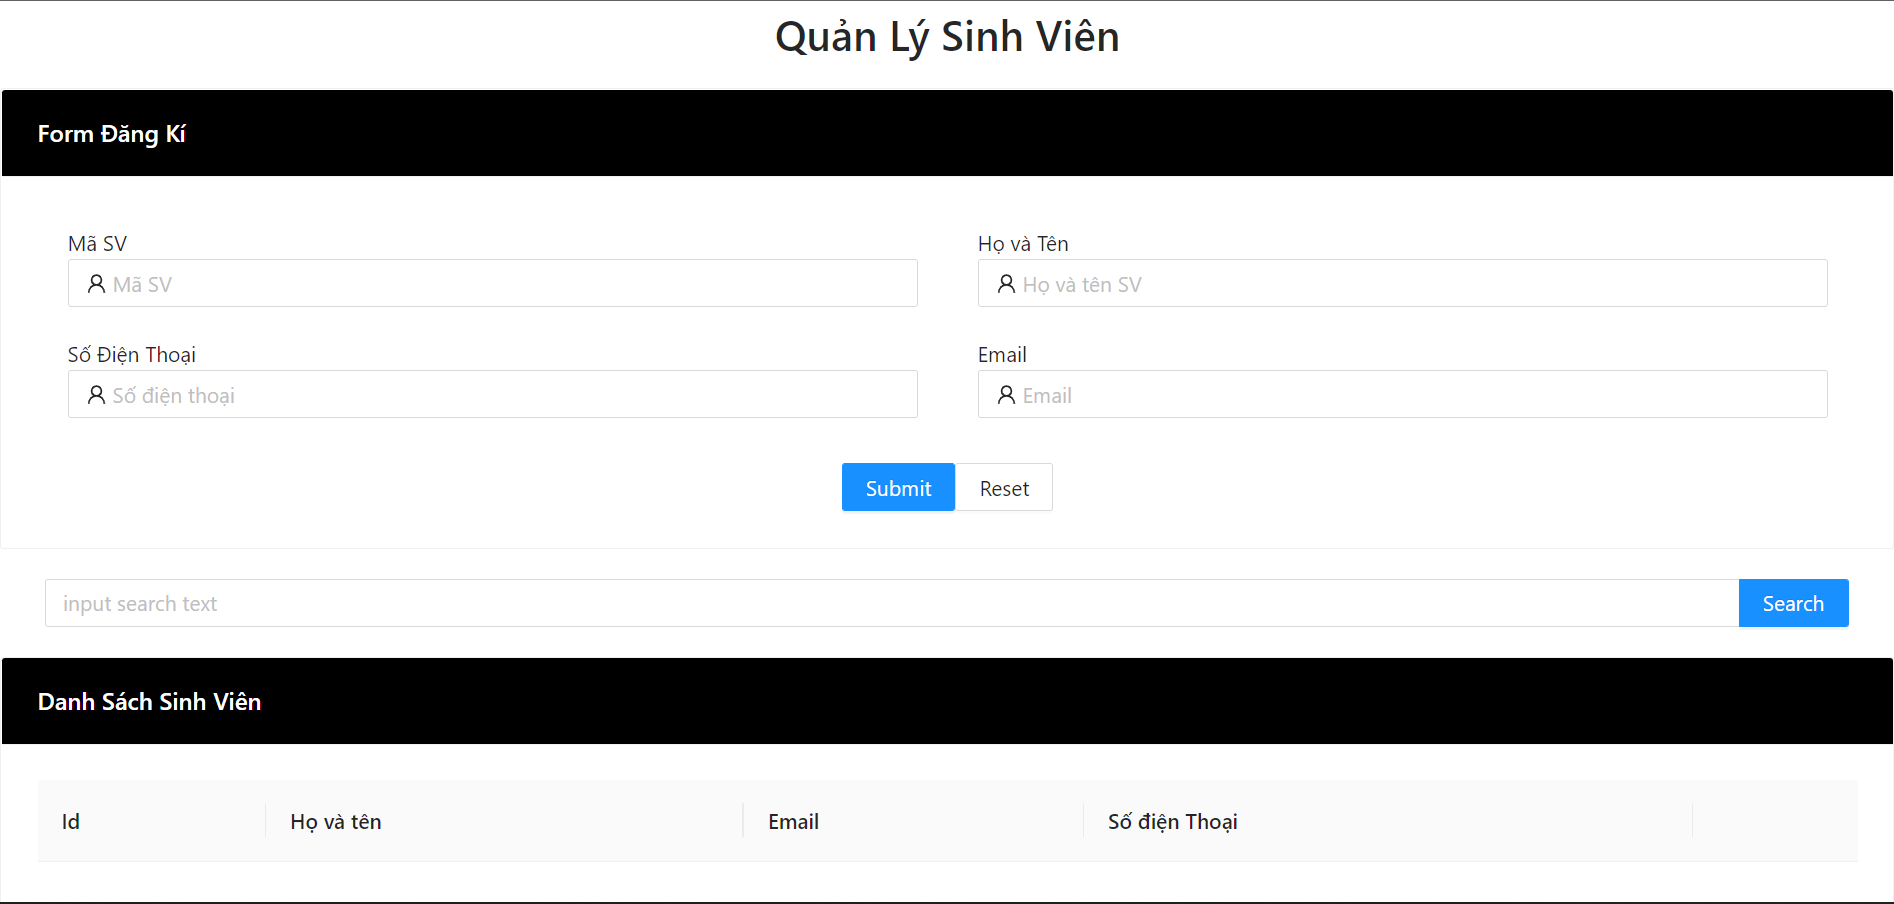 Quản Lý Sinh Viên
Form Đăng Kí
Mã SV
Họ và Tên
Mã SV
Họ và tên SV
Số Điện Thoại
Email
Số điện thoại
Email
Submit Reset
input search text Search
Danh Sách Sinh Viên
Id Họ và tên Email Số điện Thoại